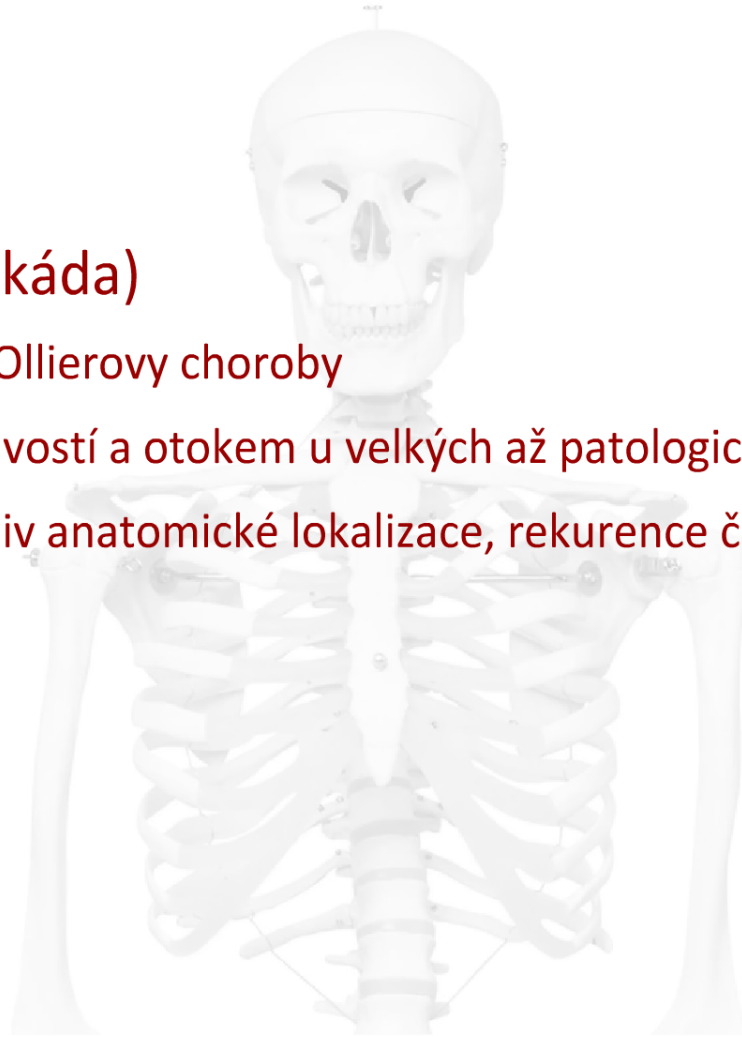 káda)
Ollierovy choroby
vostí a otokem u velkých až patologic
iv anatomické lokalizace, rekurence č